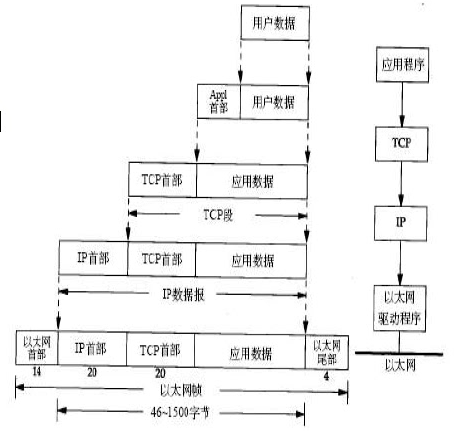 用户数据
应用程序
Appl
首部
用户数据
TCP
TCP首部
应用数据
TCP段
IP
IP首部
TCP首部
应用数据
IP数据报
以太网
驱动程序
以太网
首部
IP首部
TCP首部
应用数据
以太网
尾部
以太网
14
20
20
4
以太网帧
46~1500字节